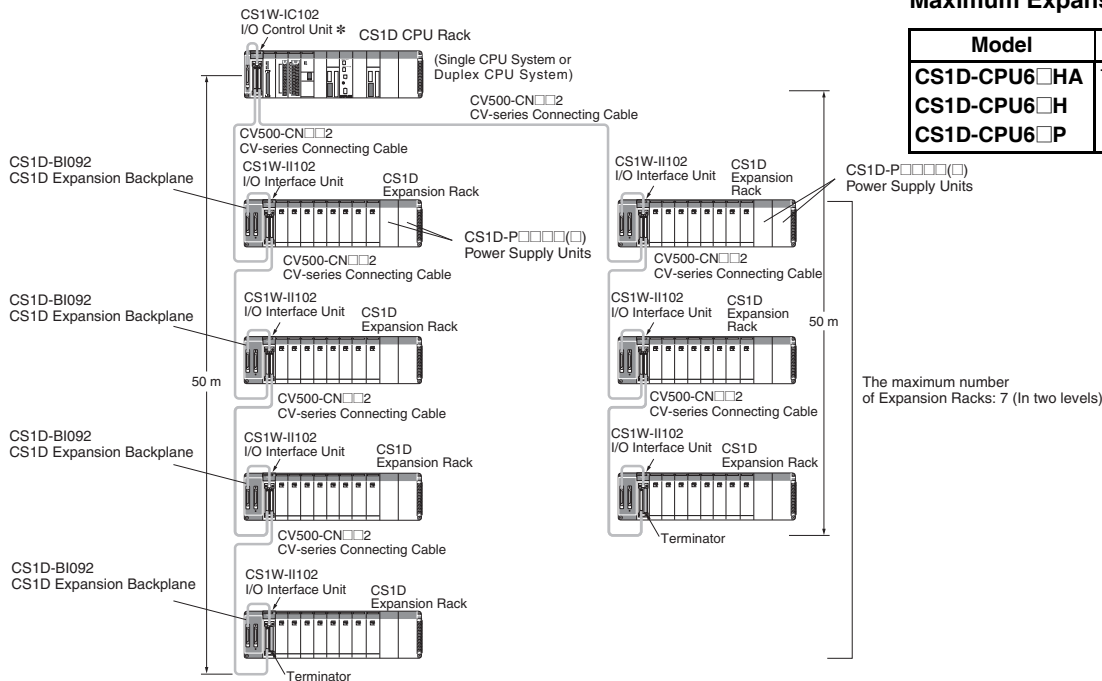 Maximum Expans
Model
CS1D-CPU6□HA
CS1D-CPU6□H
CS1D-CPU6□P
CS1W-IC102
I/O Control Unit *
CS1D CPU Rack
(Single CPU System or
Duplex CPU System)
CV500-CN□□2
CV-series Connecting Cable
CV500-CN□□2
CV-series Connecting Cable
CS1D-BI092
CS1D Expansion Backplane
CS1W-II102
I/O Interface Unit
CS1D
Expansion Rack
CS1D-P□□□□(□)
Power Supply Units
CV500-CN□□2
CV-series Connecting Cable
CS1W-II102
I/O Interface Unit
CS1D
Expansion
Rack
CS1D-P□□□□(□)
Power Supply Units
CV500-CN□□2
CV-series Connecting Cable
CS1D-BI092
CS1D Expansion Backplane
CS1W-II102
I/O Interface Unit
CS1D
Expansion Rack
CV500-CN□□2
CV-series Connecting Cable
CS1W-II102
I/O Interface Unit
CS1D
Expansion
Rack
50 m
CV500-CN□□2
CV-series Connecting Cable
50 m
The maximum number
of Expansion Racks: 7 (In two levels)
CS1D-BI092
CS1D Expansion Backplane
CS1W-II102
I/O Interface Unit
CS1D
Expansion Rack
CV500-CN□□2
CV-series Connecting Cable
CS1W-II102
I/O Interface Unit
CS1D
Expansion Rack
Terminator
CS1D-BI092
CS1D Expansion Backplane
CS1W-II102
I/O Interface Unit
CS1D
Expansion Rack
Terminator